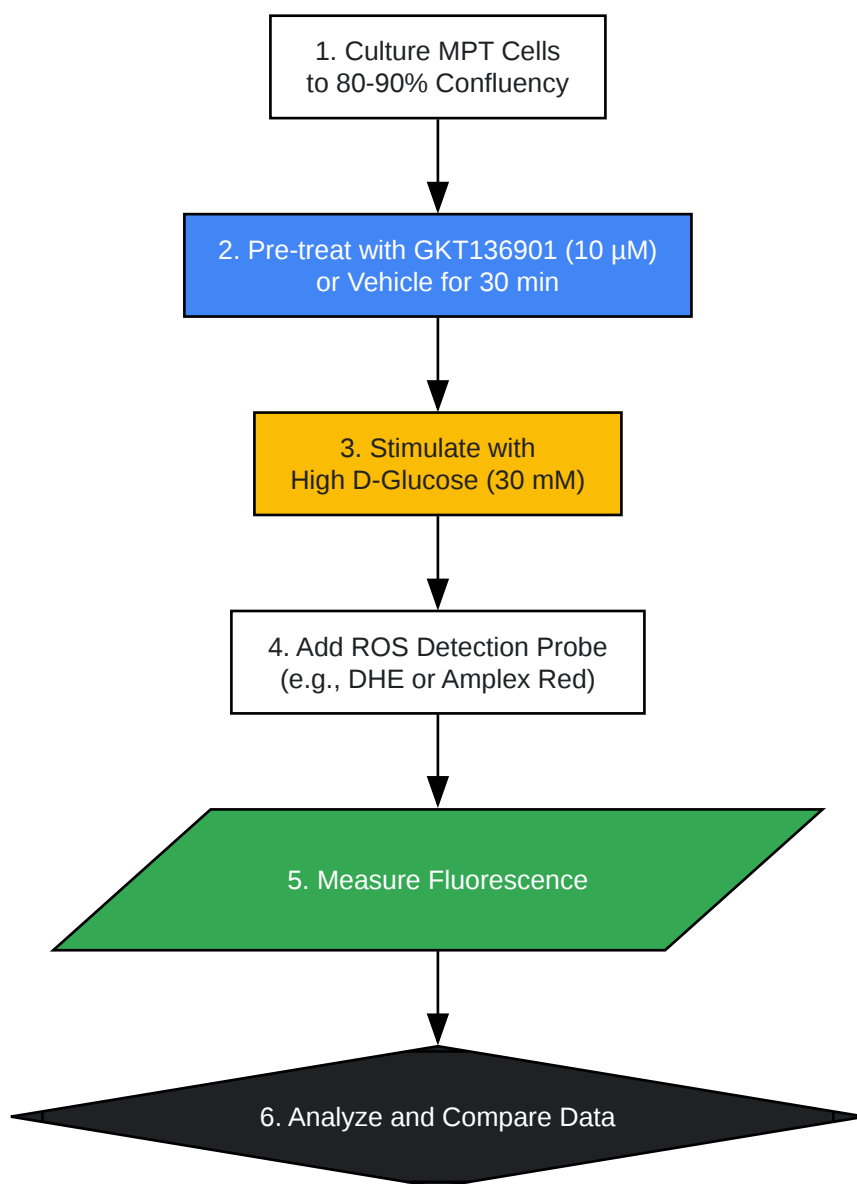 1. Culture MPT Cells
to 80-90% Confluency
2. Pre-treat with GKT136901 (10 µM)
or Vehicle for 30 min
3. Stimulate with
High D-Glucose (30 mM)
4. Add ROS Detection Probe
(e.g., DHE or Amplex Red)
5. Measure Fluorescence
6. Analyze and Compare Data